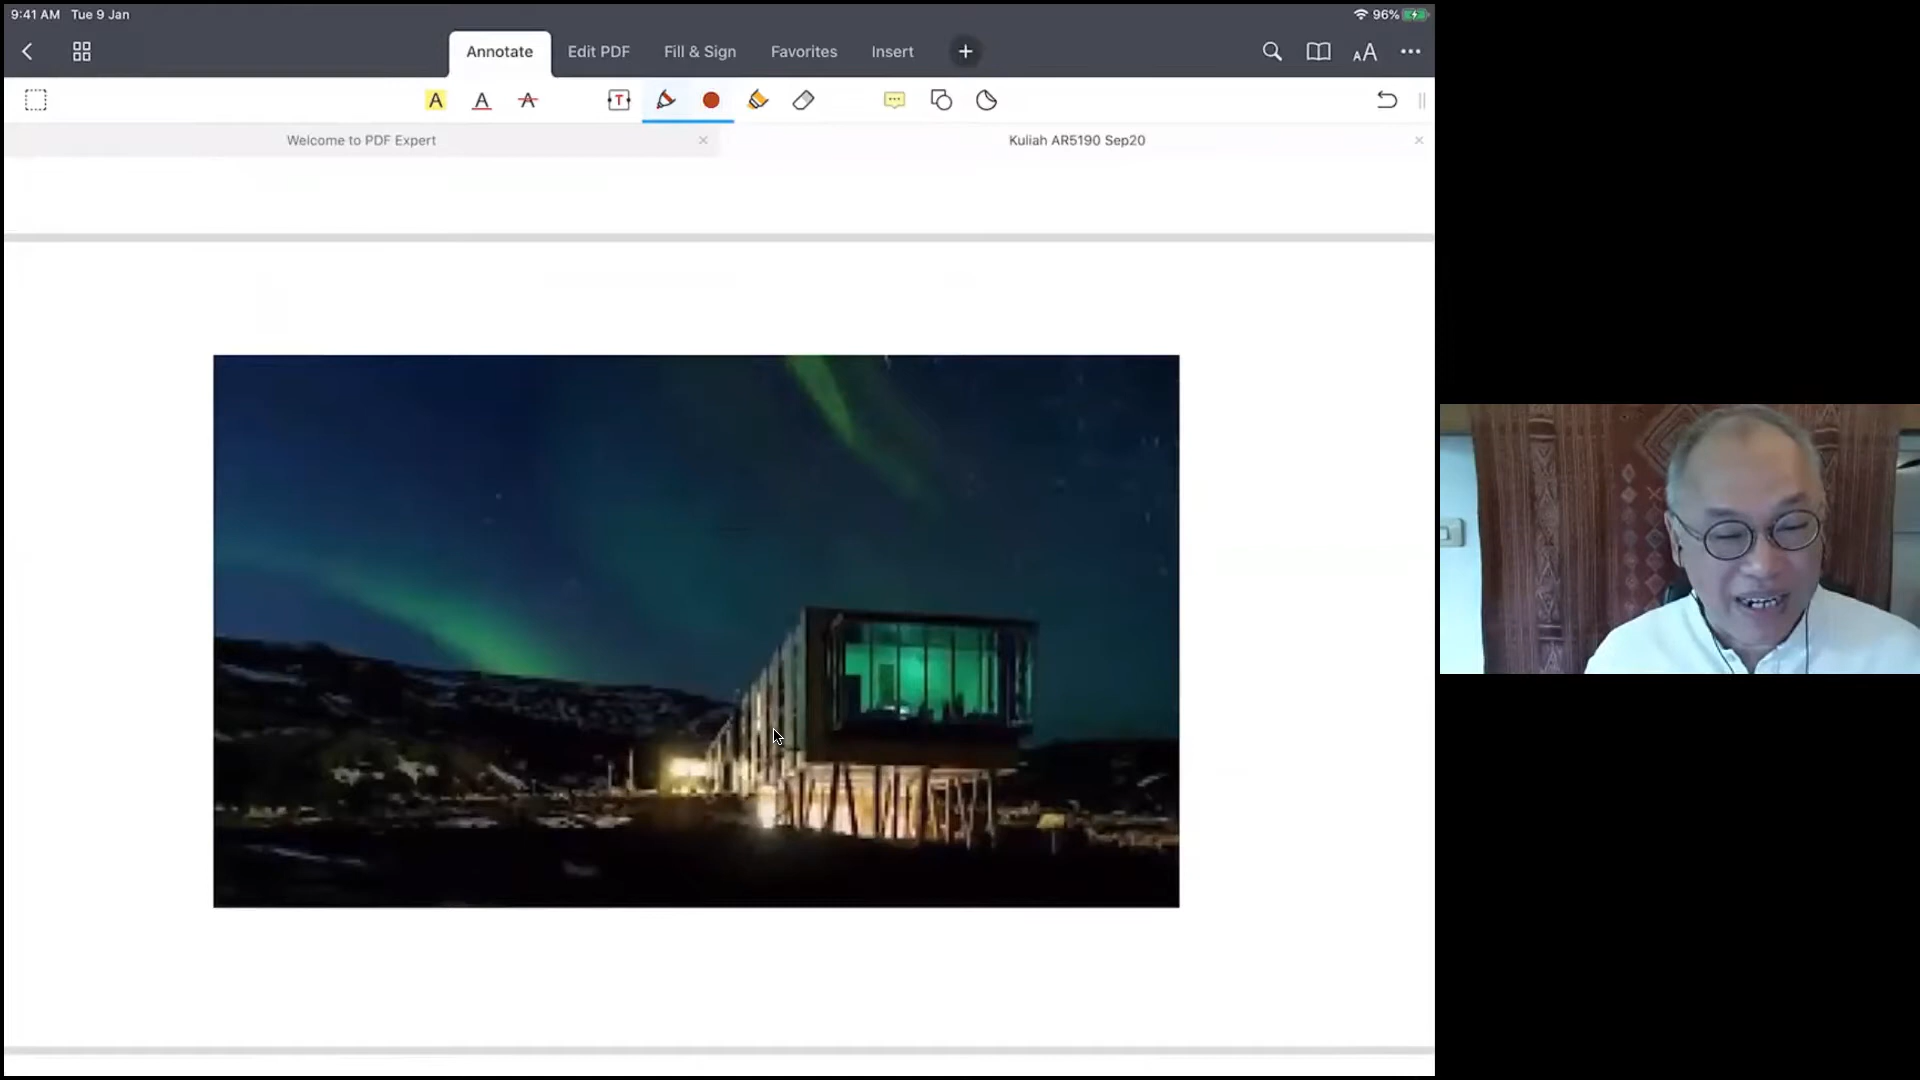 9:41 AM Tue 9 Jan
96%
Annotate Edit PDF Fill & Sign Favorites Insert
AA
A A A T
Welcome to PDF Expert
Kuliah AR5190 Sep20